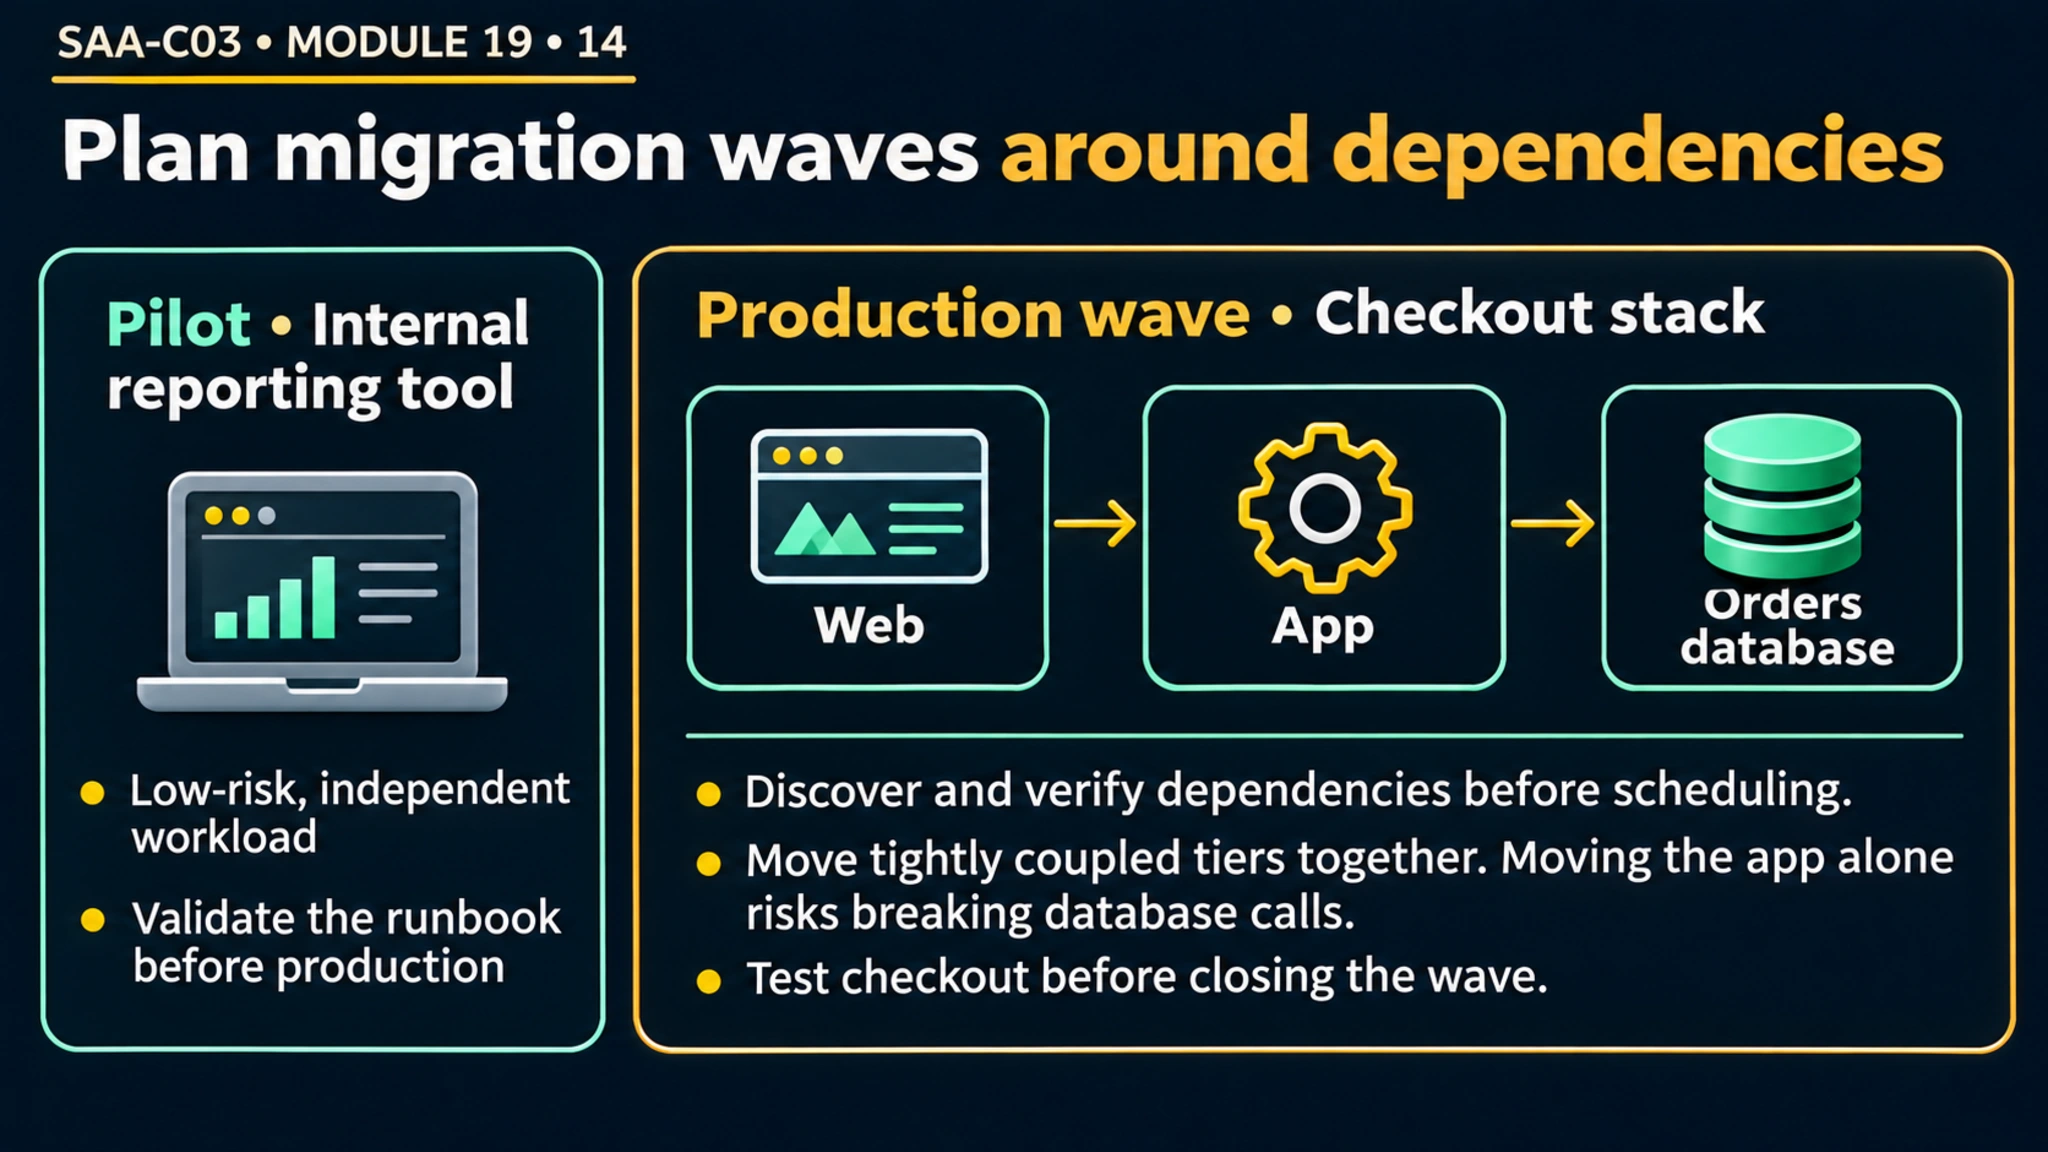 SAA-C03 • MODULE 19 • 14
Plan migration waves around dependencies
Pilot • Internal
reporting tool
• Low-risk, independent
workload
• Validate the runbook
before production
Production wave • Checkout stack
Web
App
Orders
database
• Discover and verify dependencies before scheduling.
• Move tightly coupled tiers together. Moving the app alone
risks breaking database calls.
• Test checkout before closing the wave.